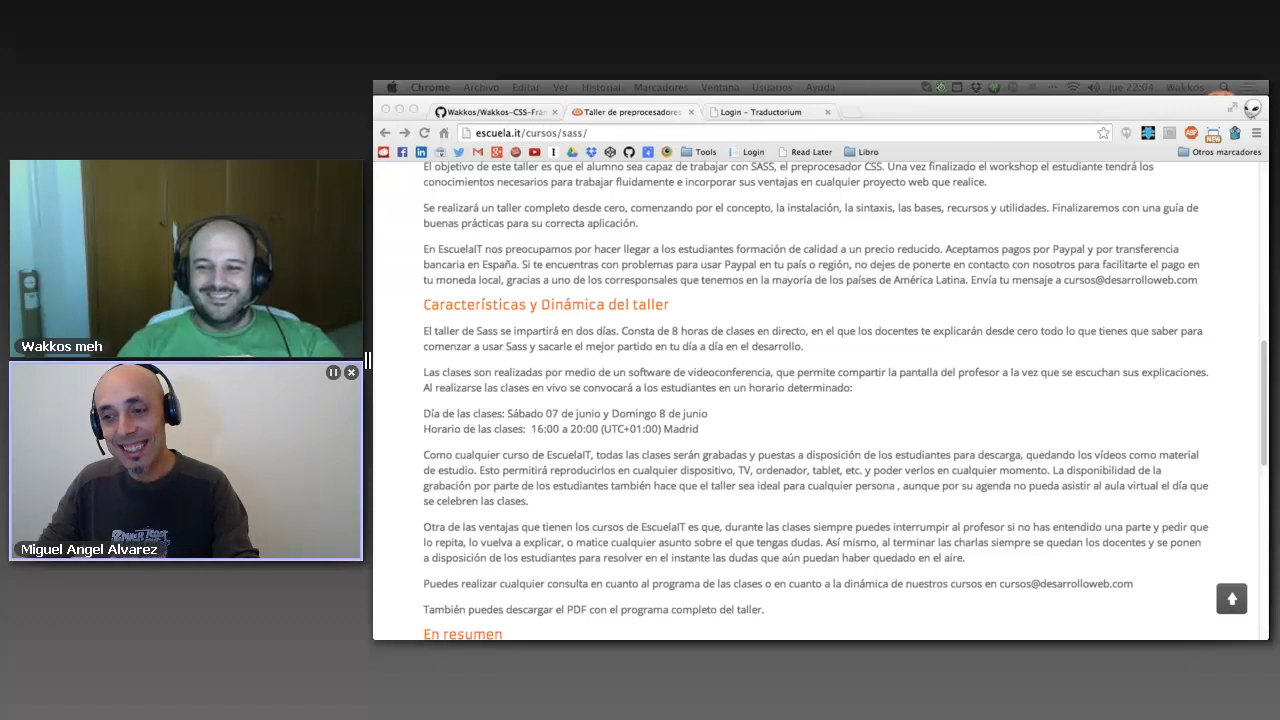 Chrome Archivo Editar Ver Historial Marcadores Ventana Usuarios Ayuda
Jue 22:04 Wakkos
Wakkos/Wakkos-CSS-Fra
Taller de preprocesadores
Login - Traductorium
escuela.it/cursos/sass/
Tools
Login
Read Later
Libro
Otros marcadores
El objetivo de este taller es que el alumno sea capaz de trabajar con SASS, el preprocesador CSS. Una vez finalizado el workshop el estudiante tendrá los
conocimientos necesarios para trabajar fluidamente e incorporar sus ventajas en cualquier proyecto web que realice.
Se realizará un taller completo desde cero, comenzando por el concepto, la instalación, la sintaxis, las bases, recursos y utilidades. Finalizaremos con una guía de
buenas prácticas para su correcta aplicación.
En EscuelaIT nos preocupamos por hacer llegar a los estudiantes formación de calidad a un precio reducido. Aceptamos pagos por Paypal y por transferencia
bancaria en España. Si te encuentras con problemas para usar Paypal en tu país o región, no dejes de ponerte en contacto con nosotros para facilitarte el pago en
tu moneda local, gracias a uno de los corresponsales que tenemos en la mayoría de los países de América Latina. Envía tu mensaje a cursos@desarrolloweb.com
Características y Dinámica del taller
El taller de Sass se impartirá en dos días. Consta de 8 horas de clases en directo, en el que los docentes te explicarán desde cero todo lo que tienes que saber para
comenzar a usar Sass y sacarle el mejor partido en tu día a día en el desarrollo.
Las clases son realizadas por medio de un software de videoconferencia, que permite compartir la pantalla del profesor a la vez que se escuchan sus explicaciones.
Al realizarse las clases en vivo se convocará a los estudiantes en un horario determinado:
Día de las clases: Sábado 07 de junio y Domingo 8 de junio
Horario de las clases: 16:00 a 20:00 (UTC+01:00) Madrid
Como cualquier curso de EscuelaIT, todas las clases serán grabadas y puestas a disposición de los estudiantes para descarga, quedando los vídeos como material
de estudio. Esto permitirá reproducirlos en cualquier dispositivo, TV, ordenador, tablet, etc. y poder verlos en cualquier momento. La disponibilidad de la
grabación por parte de los estudiantes también hace que el taller sea ideal para cualquier persona , aunque por su agenda no pueda asistir al aula virtual el día que
se celebren las clases.
Otra de las ventajas que tienen los cursos de EscuelaIT es que, durante las clases siempre puedes interrumpir al profesor si no has entendido una parte y pedir que
lo repita, lo vuelva a explicar, o matice cualquier asunto sobre el que tengas dudas. Así mismo, al terminar las charlas siempre se quedan los docentes y se ponen
a disposición de los estudiantes para resolver en el instante las dudas que aún puedan haber quedado en el aire.
Puedes realizar cualquier consulta en cuanto al programa de las clases o en cuanto a la dinámica de nuestros cursos en cursos@desarrolloweb.com
También puedes descargar el PDF con el programa completo del taller.
En resumen
Wakkos meh
Miguel Angel Alvarez